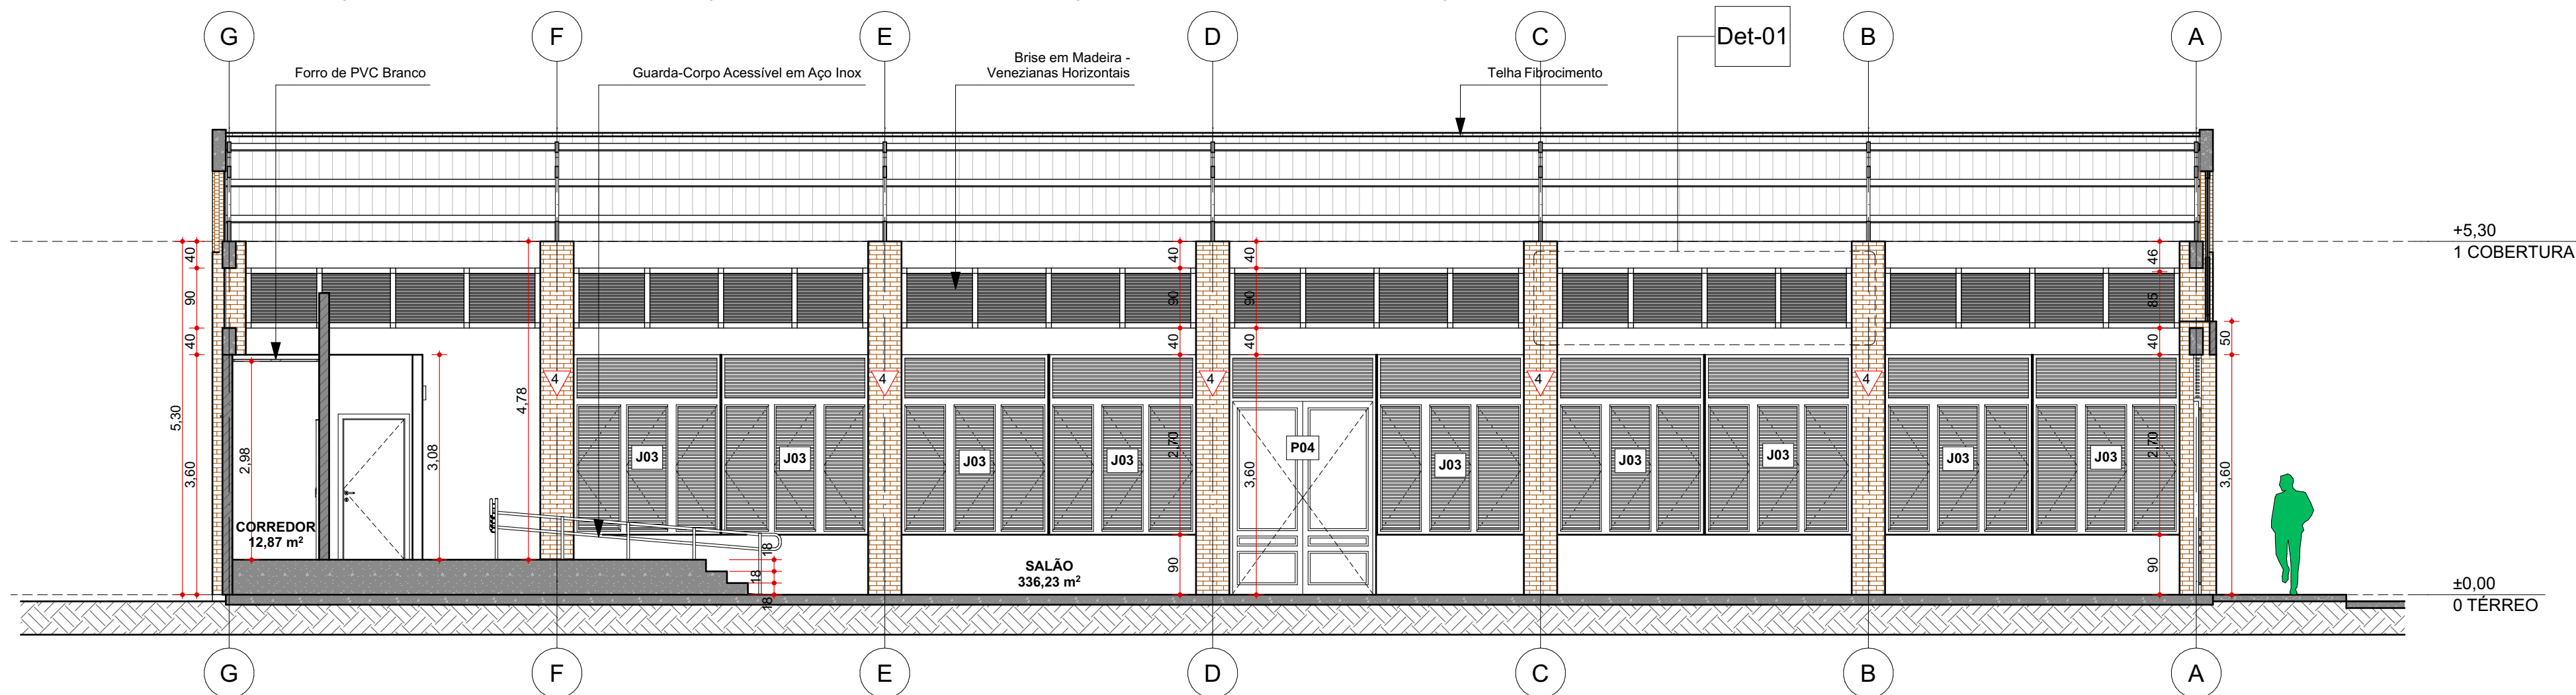 G
F
E
D
C
B
A
Det-01
Forro de PVC Branco
Guarda-Corpo Acessível em Aço Inox
Brise em Madeira -
Venezianas Horizontais
Telha Fibrocimento
+5,30
1 COBERTURA
40
90
40
5,30
3,60
2,98
3,08
4,78
40
90
40
2,70
90
40
90
40
3,60
46
85
40
2,70
90
50
3,60
4
4
4
4
4
J03
J03
J03
J03
P04
J03
J03
J03
J03
J03
CORREDOR
12,87 m²
18
18
18
SALÃO
336,23 m²
±0,00
0 TÉRREO
G
F
E
D
C
B
A